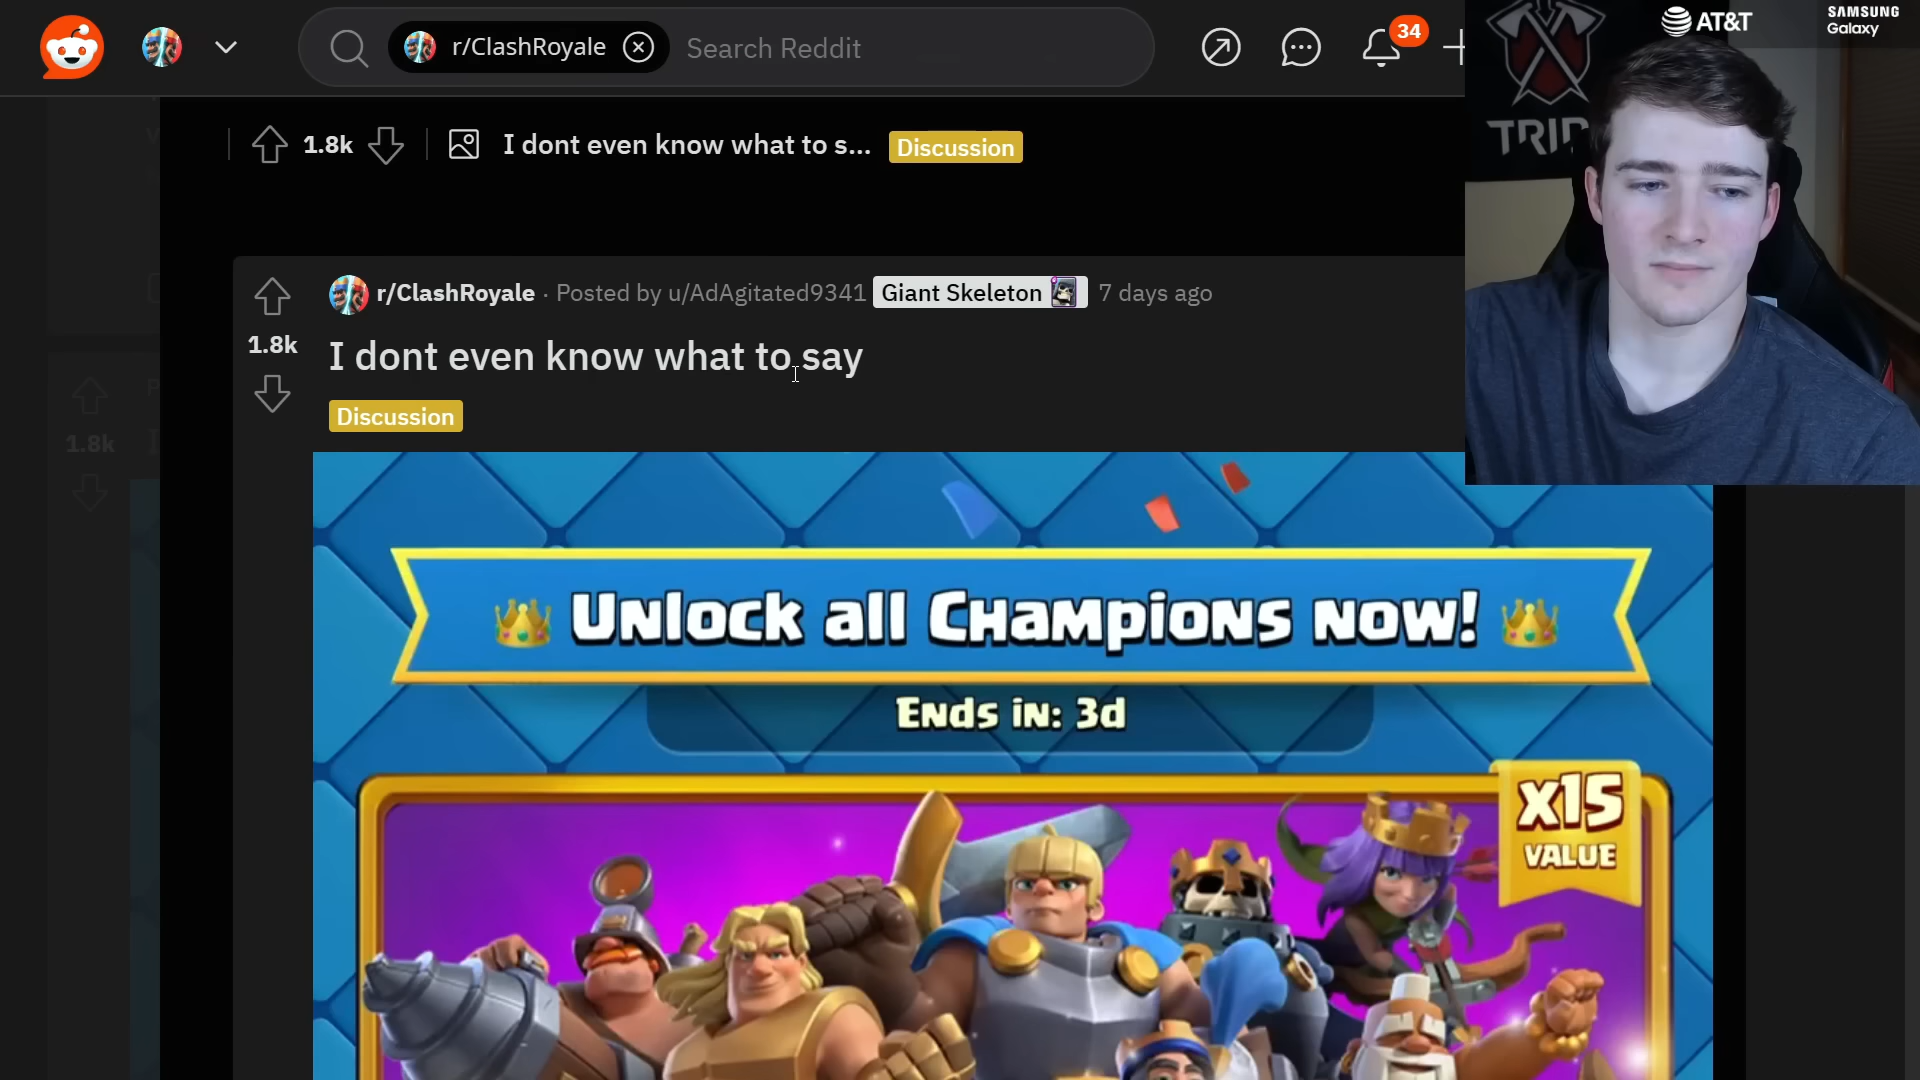 r/ClashRoyale
Search Reddit
34
AT&T
SAMSUNG
Galaxy
1.8k
I dont even know what to s...
Discussion
r/ClashRoyale · Posted by u/AdAgitated9341 Giant Skeleton 7 days ago
1.8k
I dont even know what to say
Discussion
1.8k
Unlock all Champions now!
Ends in: 3d
x15
VALUE